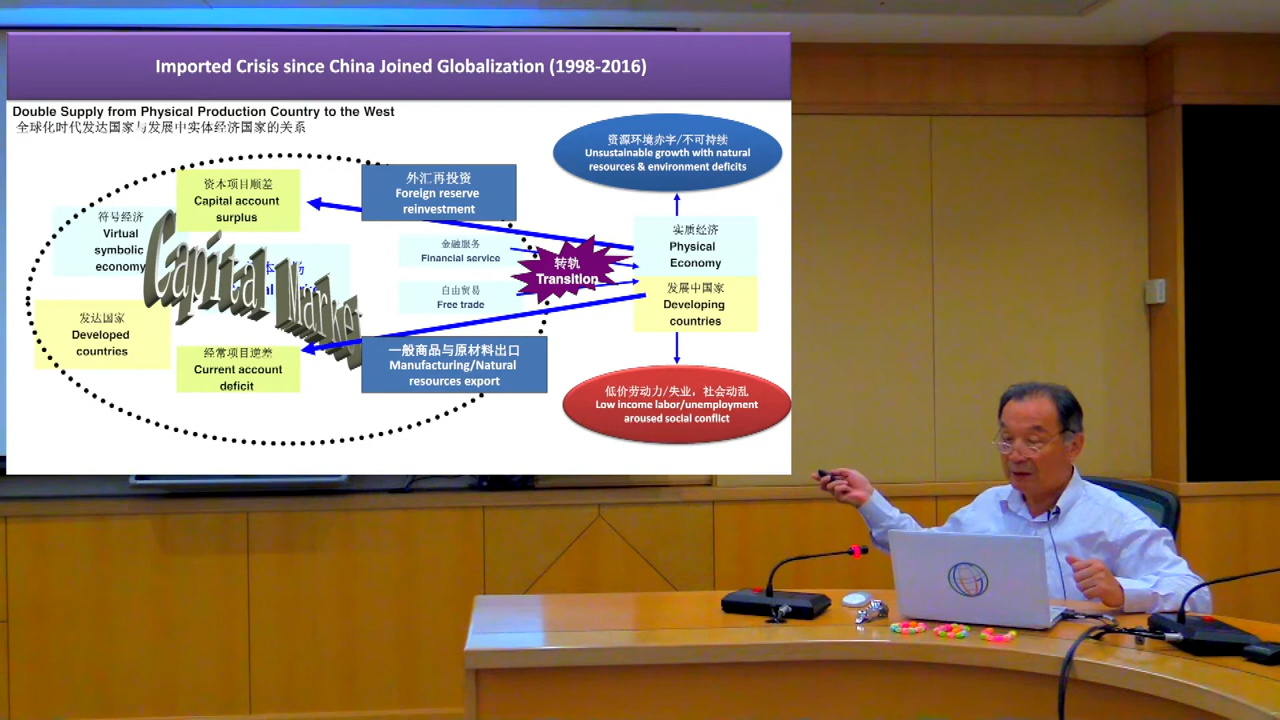 Imported Crisis since China Joined Globalization (1998-2016)
Double Supply from Physical Production Country to the West
全球化时代发达国家与发展中实体经济国家的关系
资本项目顺差
Capital account
surplus
外汇再投资
Foreign reserve
reinvestment
资源环境赤字/不可持续
Unsustainable growth with natural
resources & environment deficits
符号经济
Virtual
symbolic
economy
Capital Market
金融服务
Financial service
转轨
Transition
实质经济
Physical
Economy
自由贸易
Free trade
发展中国家
Developing
countries
发达国家
Developed
countries
经常项目逆差
Current account
deficit
一般商品与原材料出口
Manufacturing/Natural
resources export
低价劳动力/失业,社会动乱
Low income labor/unemployment
aroused social conflict